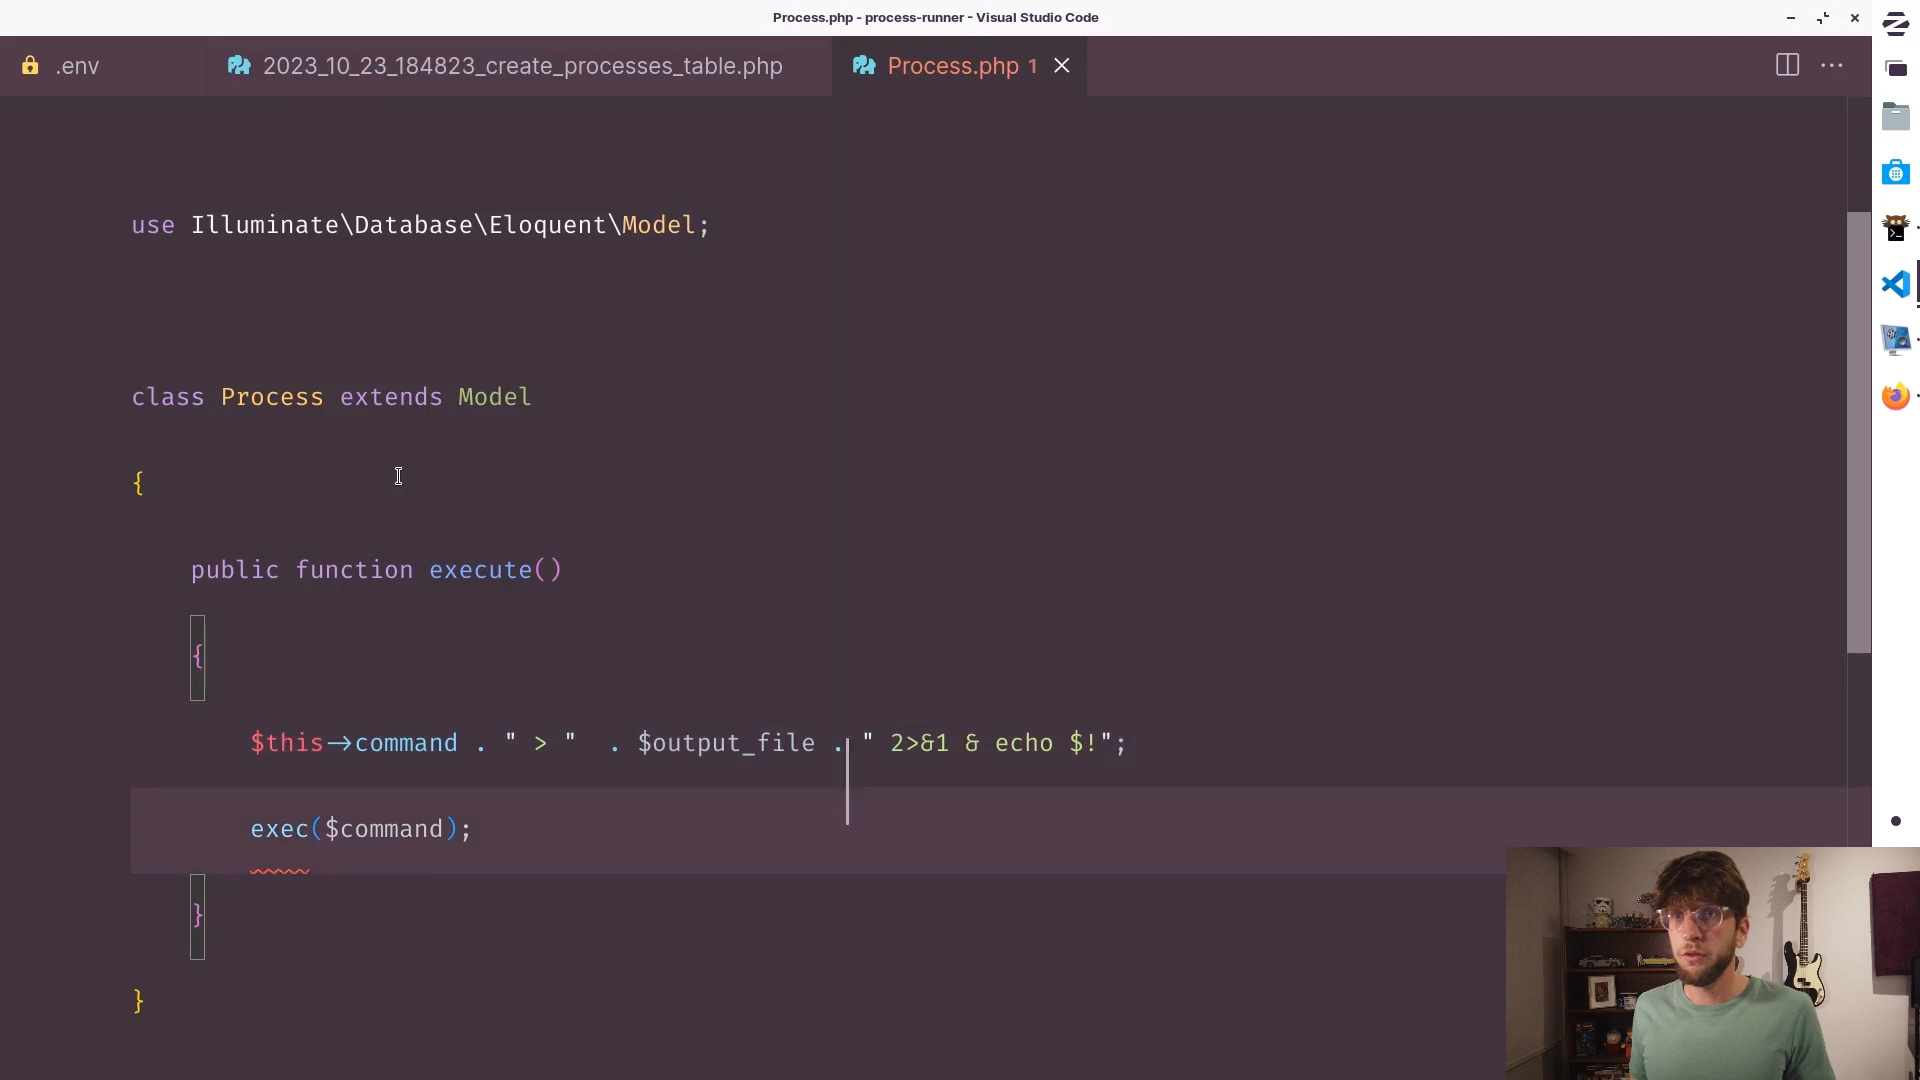 Process.php - process-runner - Visual Studio Code
.env
2023_10_23_184823_create_processes_table.php
Process.php 1
use Illuminate\Database\Eloquent\Model;
class Process extends Model
{
public function execute()
{
$this->command . " > "  . $output_file . " 2>&1 & echo $!";
exec($command);
}
}